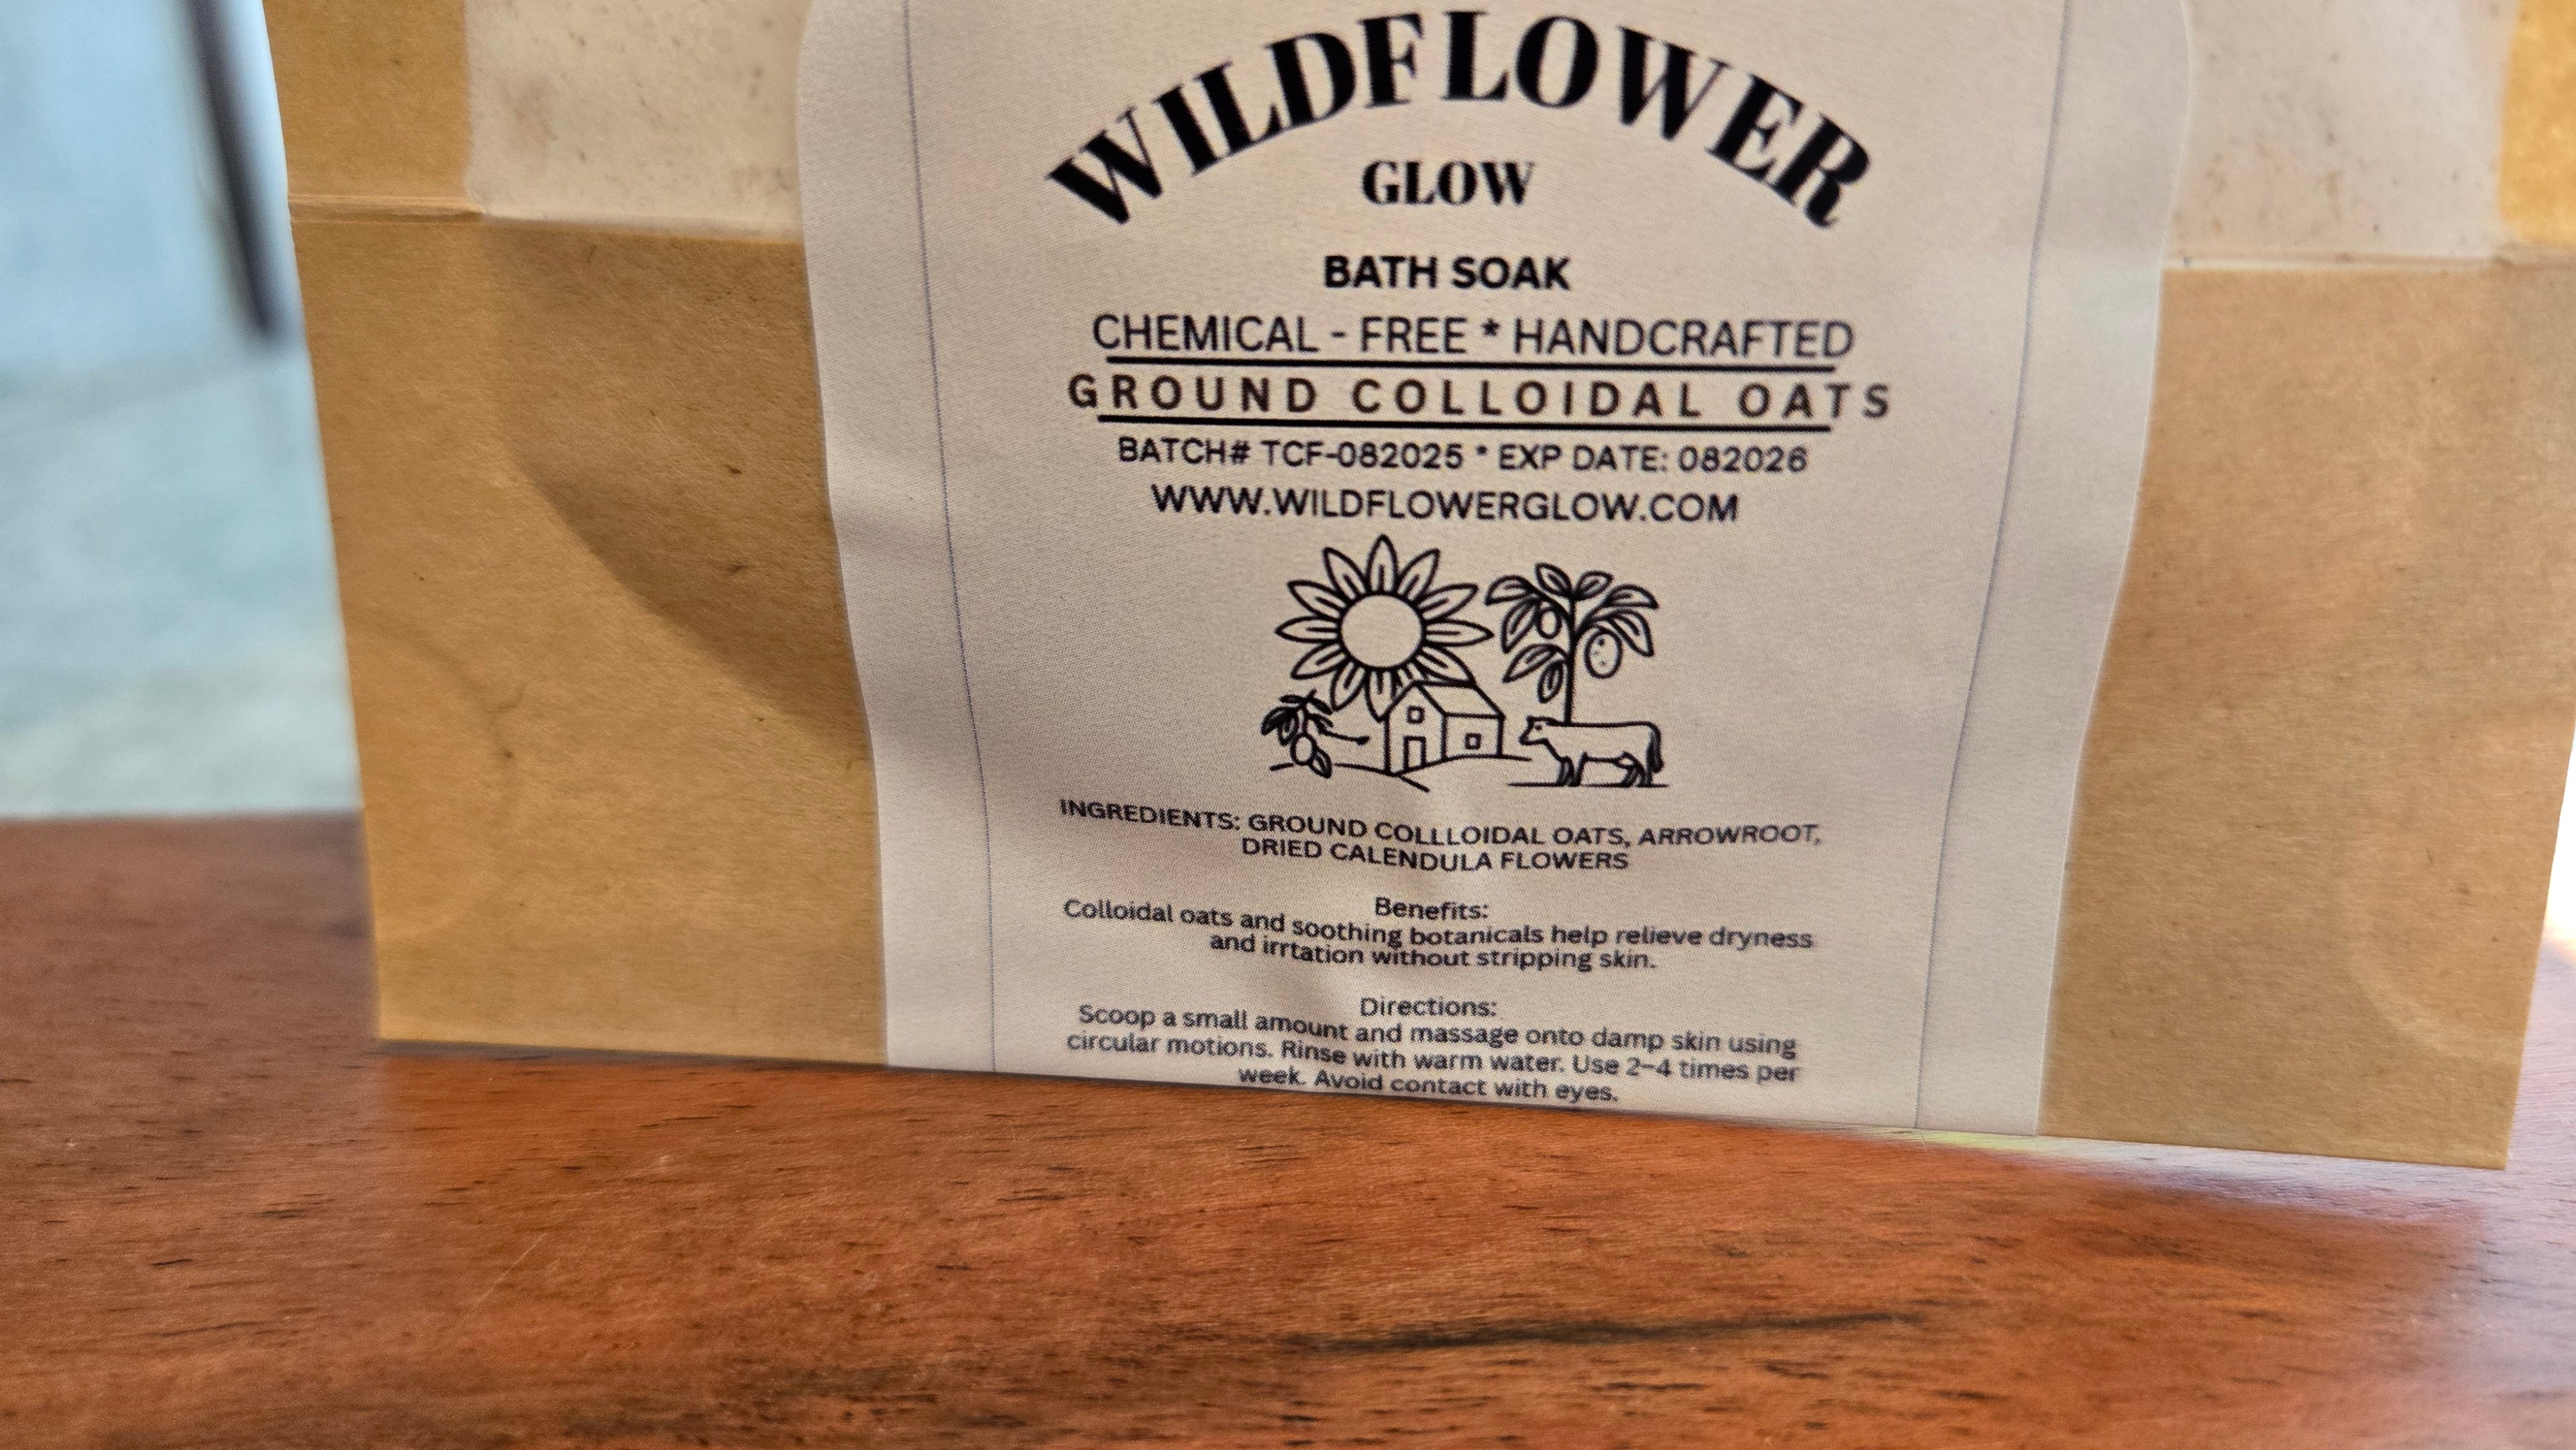 WILDFLOWER
GLOW
BATH SOAK
CHEMICAL - FREE * HANDCRAFTED
GROUND COLLOIDAL OATS
BATCH# TCF-082025 * EXP DATE: 082026
WWW.WILDFLOWERGLOW.COM
INGREDIENTS: GROUND COLLLOIDAL OATS, ARROWROOT,
DRIED CALENDULA FLOWERS
Benefits:
Colloidal oats and soothing botanicals help relieve dryness
and irrtation without stripping skin.
Directions:
Scoop a small amount and massage onto damp skin using
circular motions. Rinse with warm water. Use 2–4 times per
week. Avoid contact with eyes.